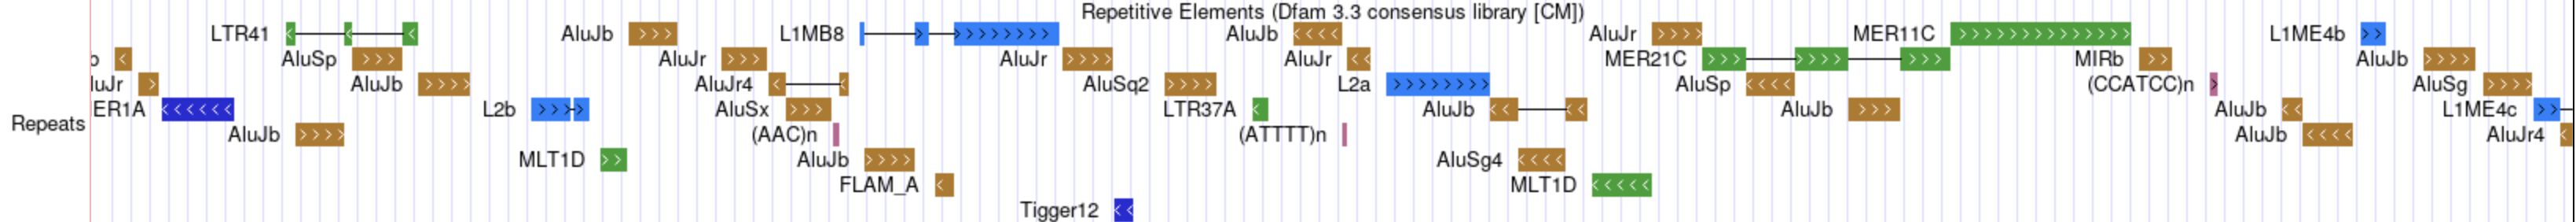 Repetitive Elements (Dfam 3.3 consensus library [CM])
LTR41 AluJb L1MB8 AluJb AluJr MER11C L1ME4b
AluSp AluJr AluJr AluJr MER21C MIRb AluJb
AluJb AluJr4 AluSq2 L2a AluSp (CCATCC)n AluSg
ER1A L2b AluSx LTR37A AluJb AluJb AluJb L1ME4c
Repeats AluJb (AAC)n (ATTTT)n AluJb AluJr4
MLT1D AluJb AluSg4
FLAM_A MLT1D
Tigger12